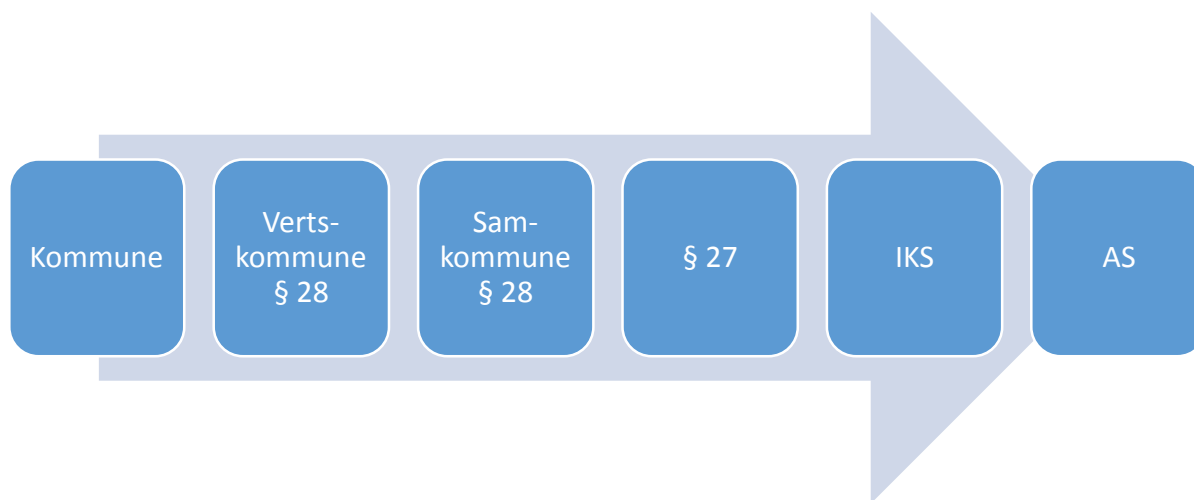 Kommune
Verts-
kommune
§ 28
Sam-
kommune
§ 28
§ 27
IKS
AS